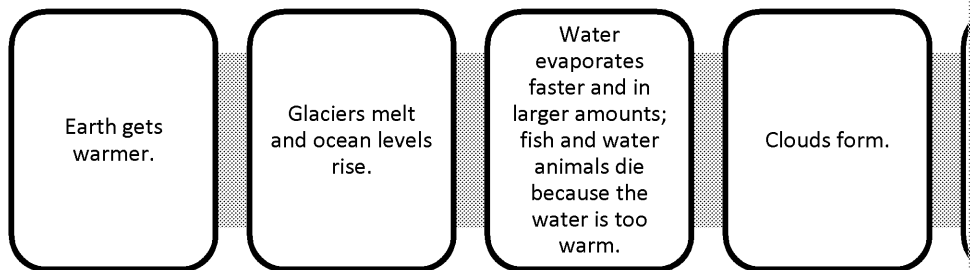 Earth gets
warmer.
Glaciers melt
and ocean levels
rise.
Water
evaporates
faster and in
larger amounts;
fish and water
animals die
because the
water is too
warm.
Clouds form.